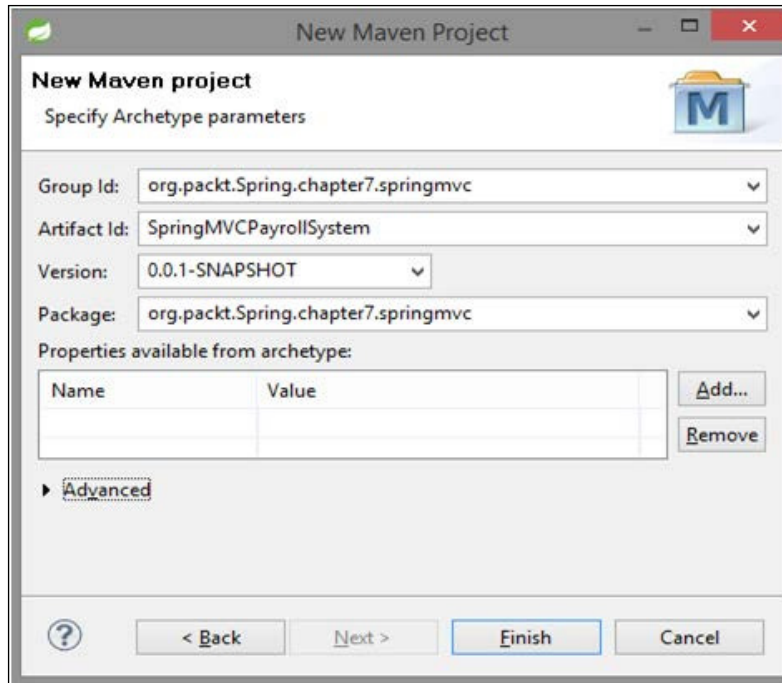 New Maven Project
New Maven project
Specify Archetype parameters
M
Group Id: org.packt.Spring.chapter7.springmvc
Artifact Id: SpringMVCPayrollSystem
Version: 0.0.1-SNAPSHOT
Package: org.packt.Spring.chapter7.springmvc
Properties available from archetype:
Name Value Add...
Remove
Advanced
? < Back Next > Finish Cancel